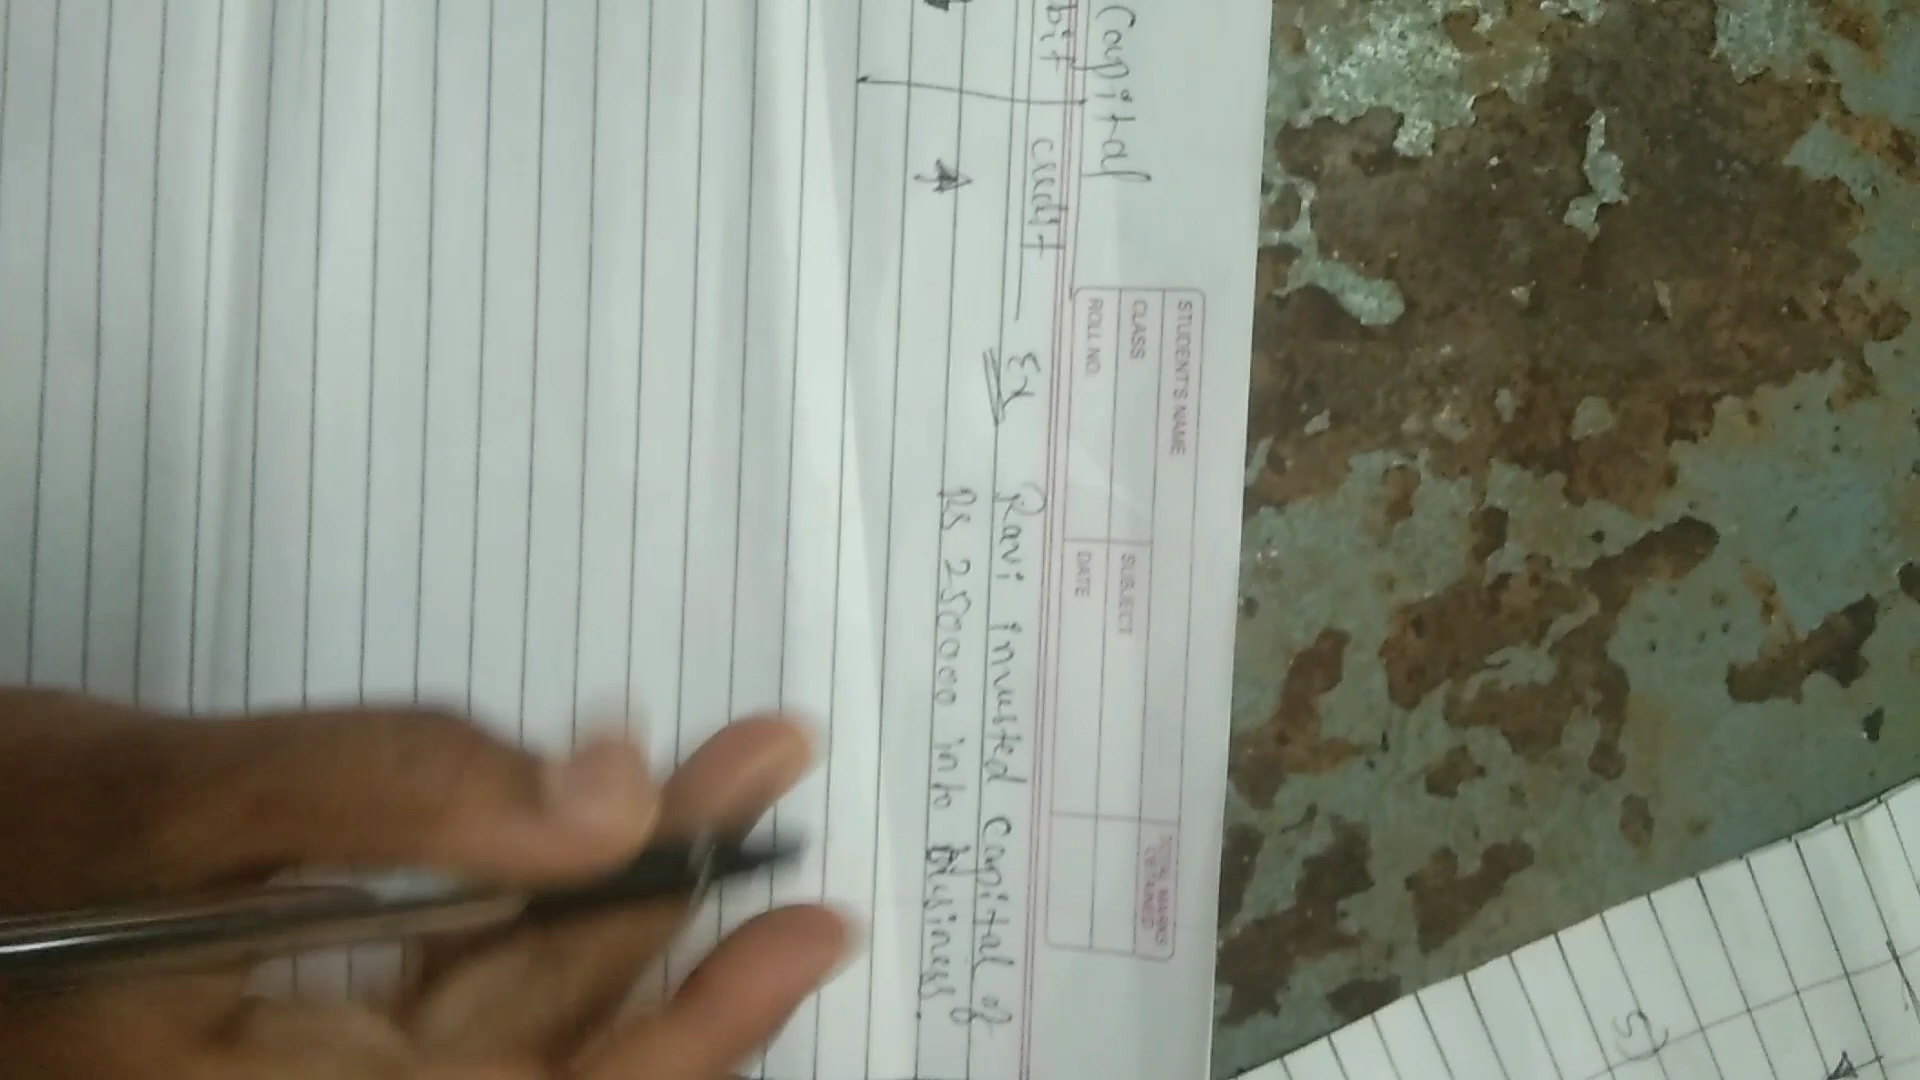 Capital
bit credit
STUDENT'S NAME
CLASS SUBJECT
ROLL NO. DATE
TOTAL MARKS OBTAINED
Ex Ravi invested capital of
Rs 250000 into business.
5)